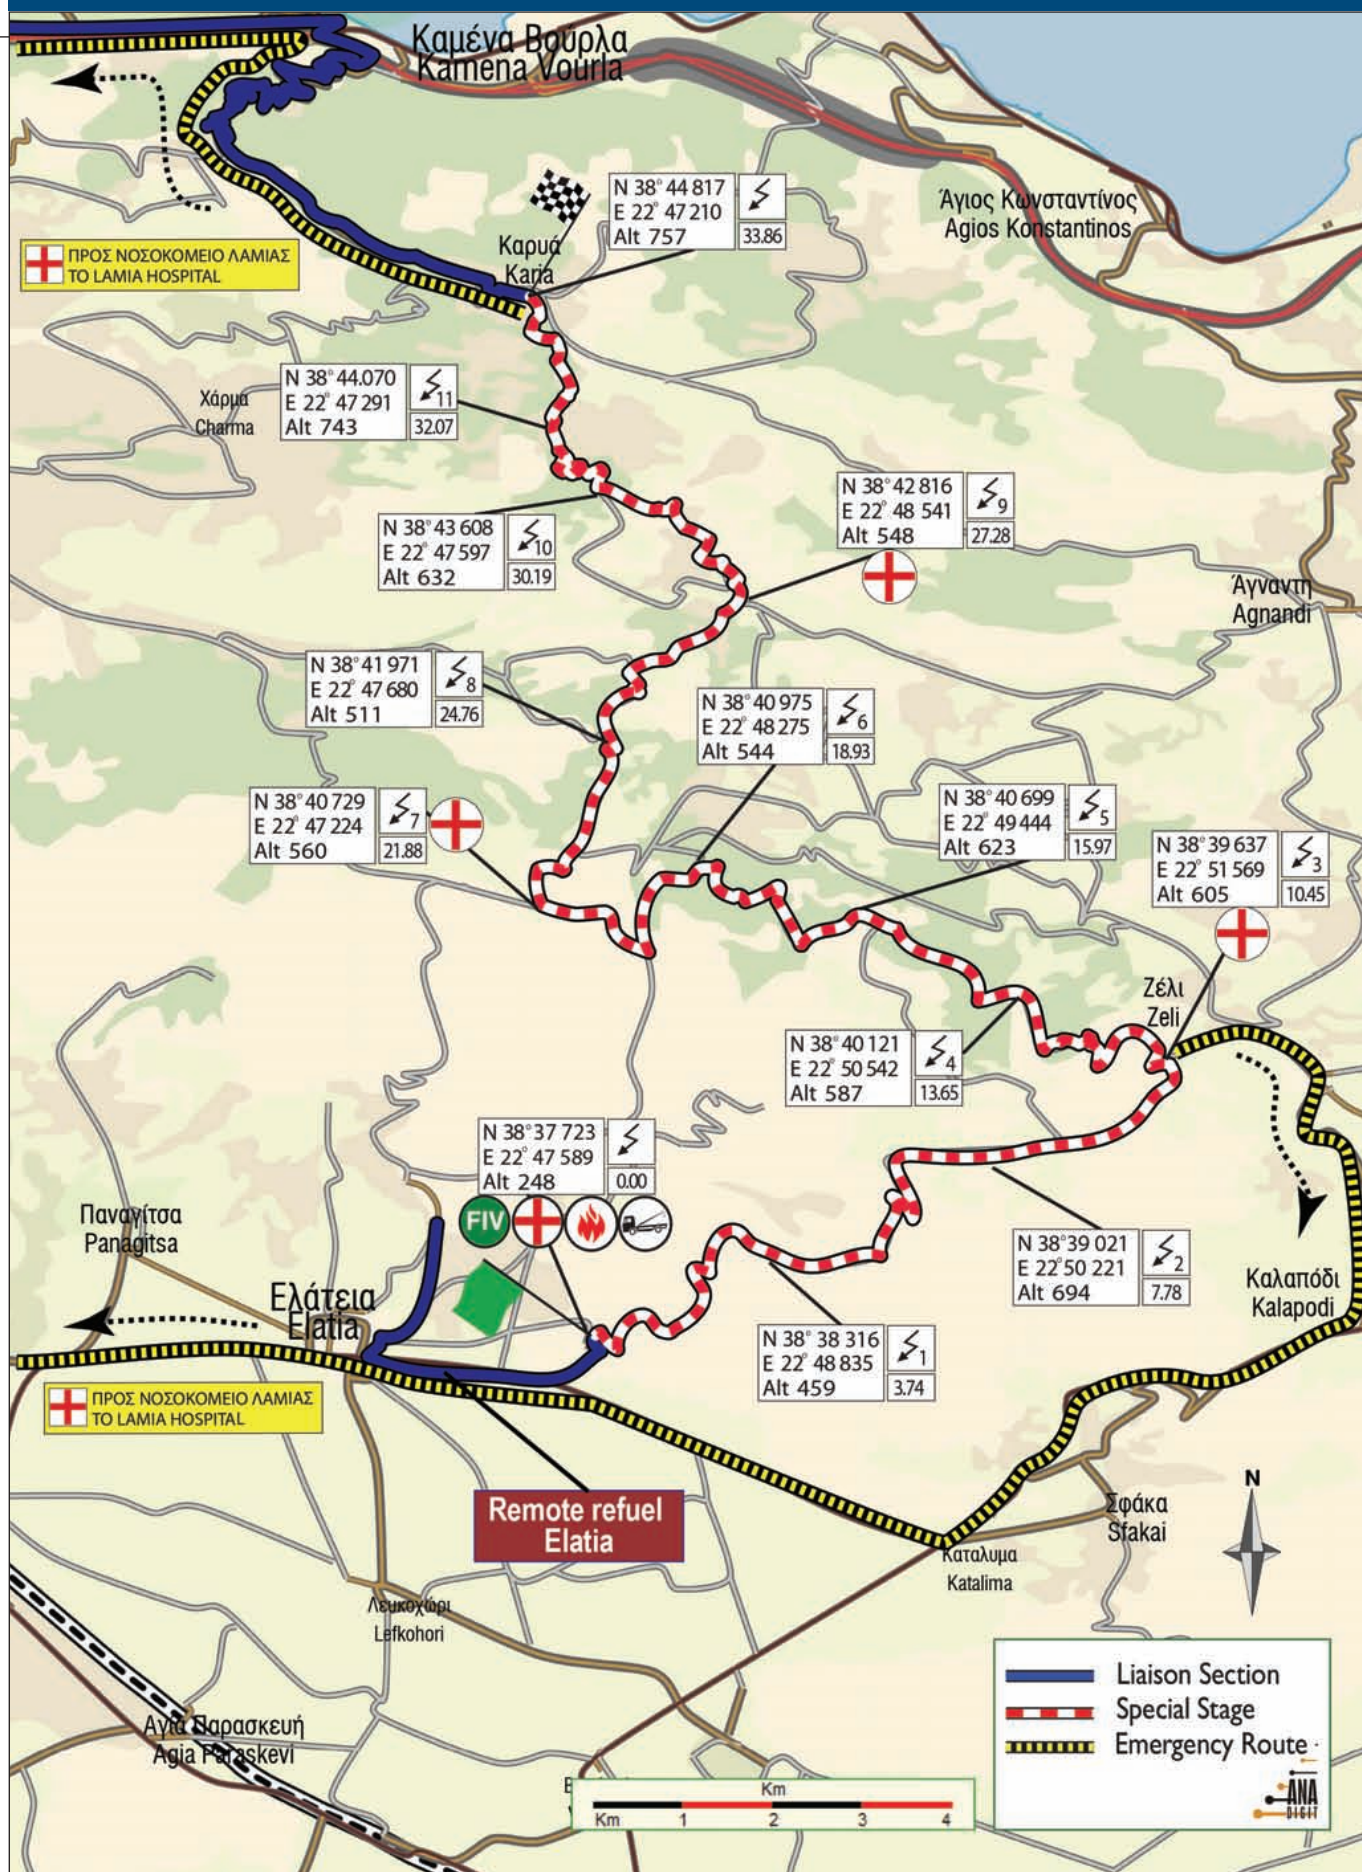 Καμένα Βούρλα
Kamena Vourla
N 38° 44 817
E 22° 47 210
Alt 757
33.86
Άγιος Κωνσταντίνος
Agios Konstantinos
Καρυά
Karia
ΠΡΟΣ ΝΟΣΟΚΟΜΕΙΟ ΛΑΜΙΑΣ
TO LAMIA HOSPITAL
N 38° 44.070
E 22° 47 291
Alt 743
11
32.07
Χάρμα
Charma
N 38° 42 816
E 22° 48 541
Alt 548
9
27.28
N 38° 43 608
E 22° 47 597
Alt 632
10
30.19
Άγναντη
Agnandi
N 38° 41 971
E 22° 47 680
Alt 511
8
24.76
N 38° 40 975
E 22° 48 275
Alt 544
6
18.93
N 38° 40 729
E 22° 47 224
Alt 560
7
21.88
N 38° 40 699
E 22° 49 444
Alt 623
5
15.97
N 38° 39 637
E 22° 51 569
Alt 605
3
10.45
Ζέλι
Zeli
N 38° 40 121
E 22° 50 542
Alt 587
4
13.65
N 38° 37 723
E 22° 47 589
Alt 248
0.00
FIV
Παναγίτσα
Panagitsa
N 38° 39 021
E 22° 50 221
Alt 694
2
7.78
Καλαπόδι
Kalapodi
Ελάτεια
Elatia
N 38° 38 316
E 22° 48 835
Alt 459
1
3.74
ΠΡΟΣ ΝΟΣΟΚΟΜΕΙΟ ΛΑΜΙΑΣ
TO LAMIA HOSPITAL
Remote refuel
Elatia
N
Σφάκα
Sfakai
Καταλυμα
Katalima
Λευκοχώρι
Lefkohori
Liaison Section
Special Stage
Emergency Route
Αγία Παρασκευή
Agia Paraskevi
Km
Km 1 2 3 4
ANA
DIGIT